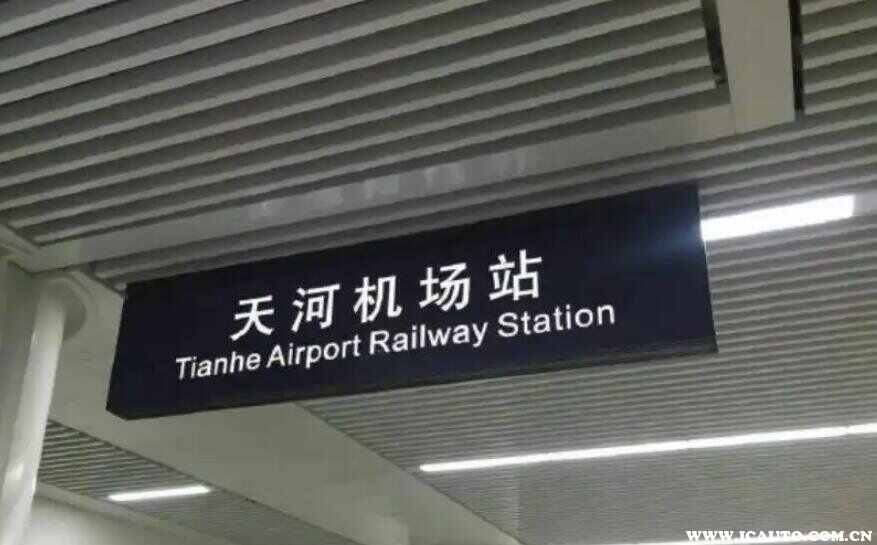 天河机场站
Tianhe Airport Railway Station
WWW.JCAUTO.COM.CN